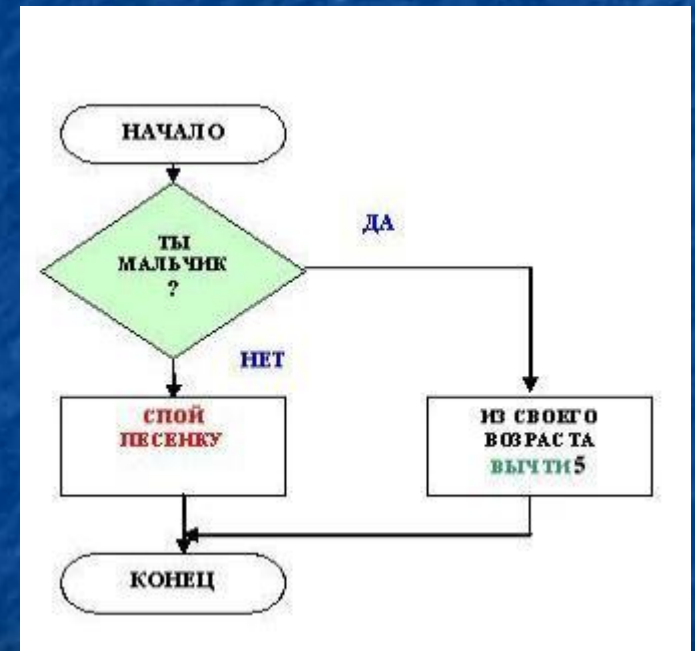 НАЧАЛО
ТЫ
МАЛЬЧИК
?
ДА
НЕТ
СПОЙ
ПЕСЕНКУ
ИЗ СВОЕГО
ВОЗРАСТА
ВЫЧТИ 5
КОНЕЦ